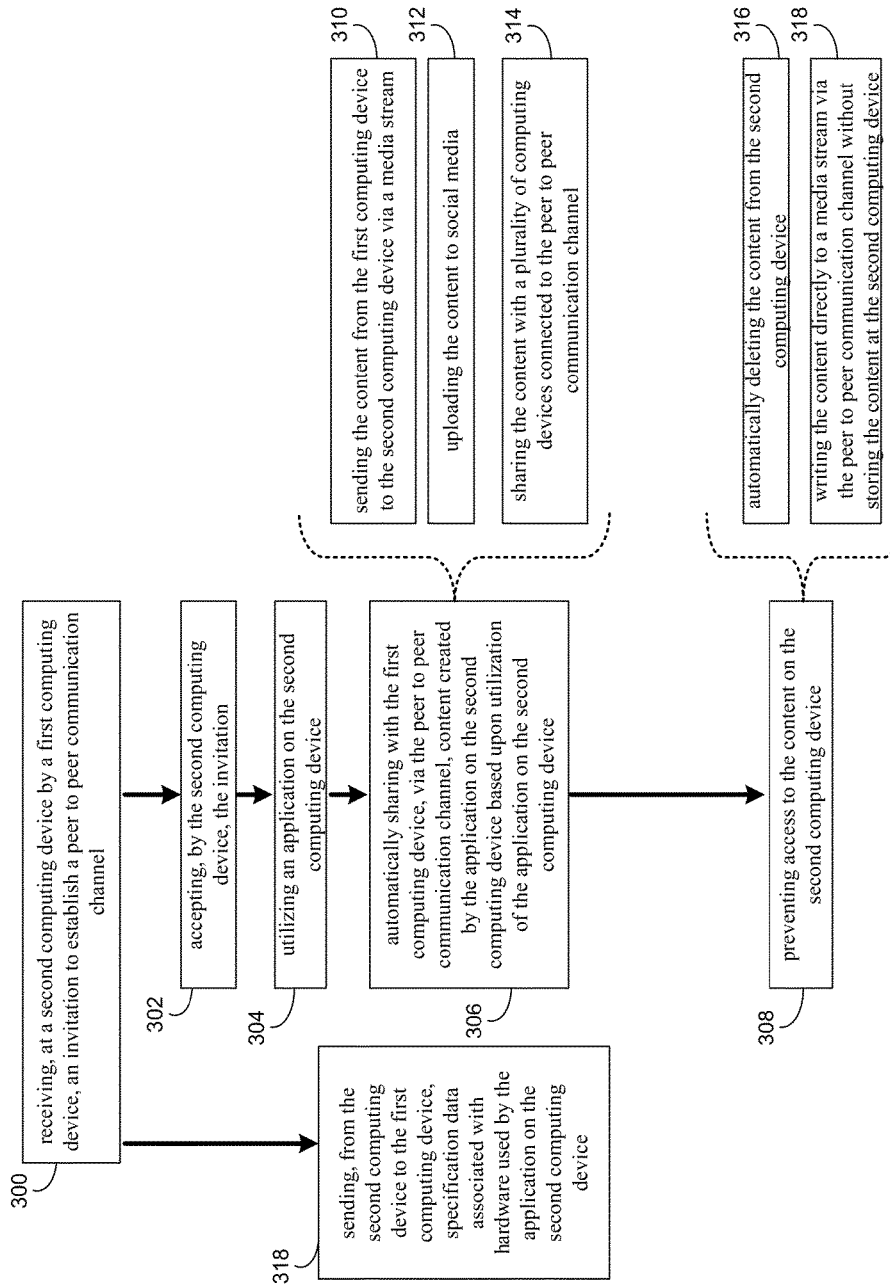 300
receiving, at a second computing device by a first computing
device, an invitation to establish a peer to peer communication
channel
302
accepting, by the second computing
device, the invitation
304
utilizing an application on the second
computing device
306
automatically sharing with the first
computing device, via the peer to peer
communication channel, content created
by the application on the second
computing device based upon utilization
of the application on the second
computing device
308
preventing access to the content on the
second computing device
318
sending, from the
second computing
device to the first
computing device,
specification data
associated with
hardware used by the
application on the
second computing
device
310
sending the content from the first computing device
to the second computing device via a media stream
312
uploading the content to social media
314
sharing the content with a plurality of computing
devices connected to the peer to peer
communication channel
316
automatically deleting the content from the second
computing device
318
writing the content directly to a media stream via
the peer to peer communication channel without
storing the content at the second computing device